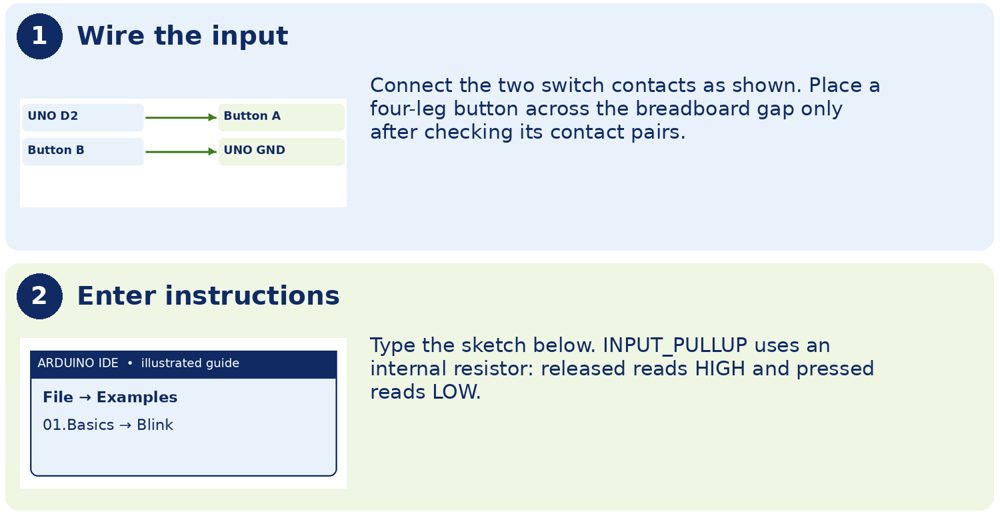 1 Wire the input
Connect the two switch contacts as shown. Place a
four-leg button across the breadboard gap only
after checking its contact pairs.
UNO D2 Button A
Button B UNO GND
2 Enter instructions
Type the sketch below. INPUT_PULLUP uses an
internal resistor: released reads HIGH and pressed
reads LOW.
ARDUINO IDE • illustrated guide
File → Examples
01.Basics → Blink